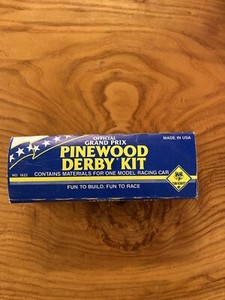 OFFICIAL
GRAND PRIX
MADE IN USA
PINEWOOD
DERBY KIT
CONTAINS MATERIALS FOR ONE MODEL RACING CAR
FUN TO BUILD. FUN TO RACE